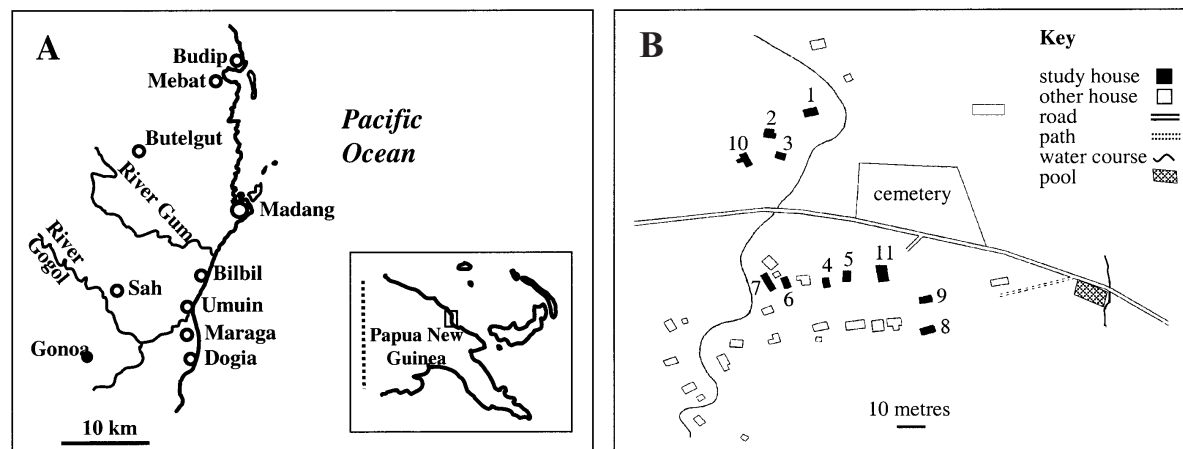 A
Budip
Mebat
Pacific
Ocean
Butelgut
River Gum
Madang
River
Gogol
Bilbil
Sah
Umuin
Maraga
Gonoa
Dogia
10 km
Papua New
Guinea
B
Key
study house
other house
road
path
water course
pool
1
2
10
3
cemetery
11
5
4
7
6
9
8
10 metres